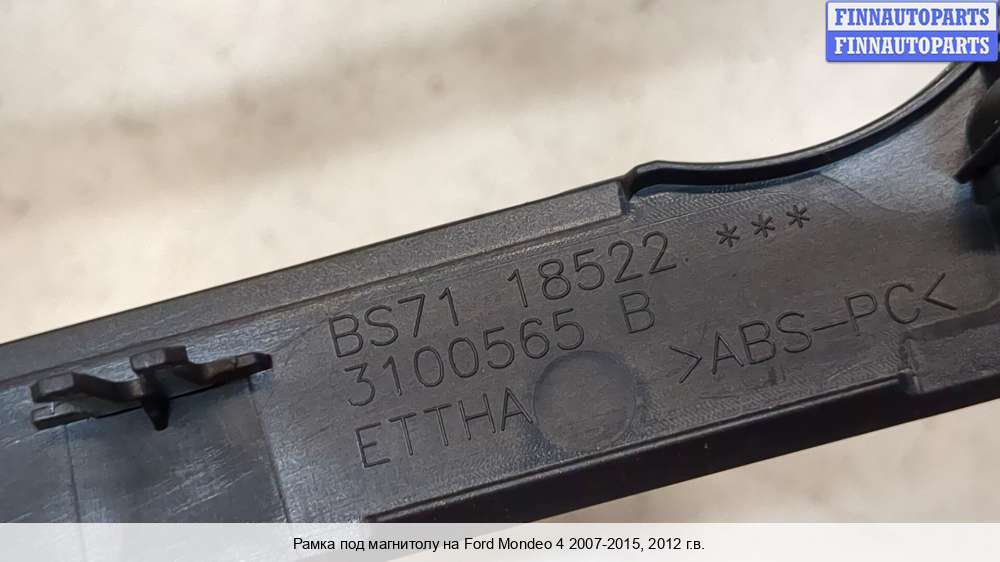 FINNAUTOPARTS
FINNAUTOPARTS
BS71 18522 ***
3100565 B
>ABS-PC<
ETTHA
Рамка под магнитолу на Ford Mondeo 4 2007-2015, 2012 г.в.